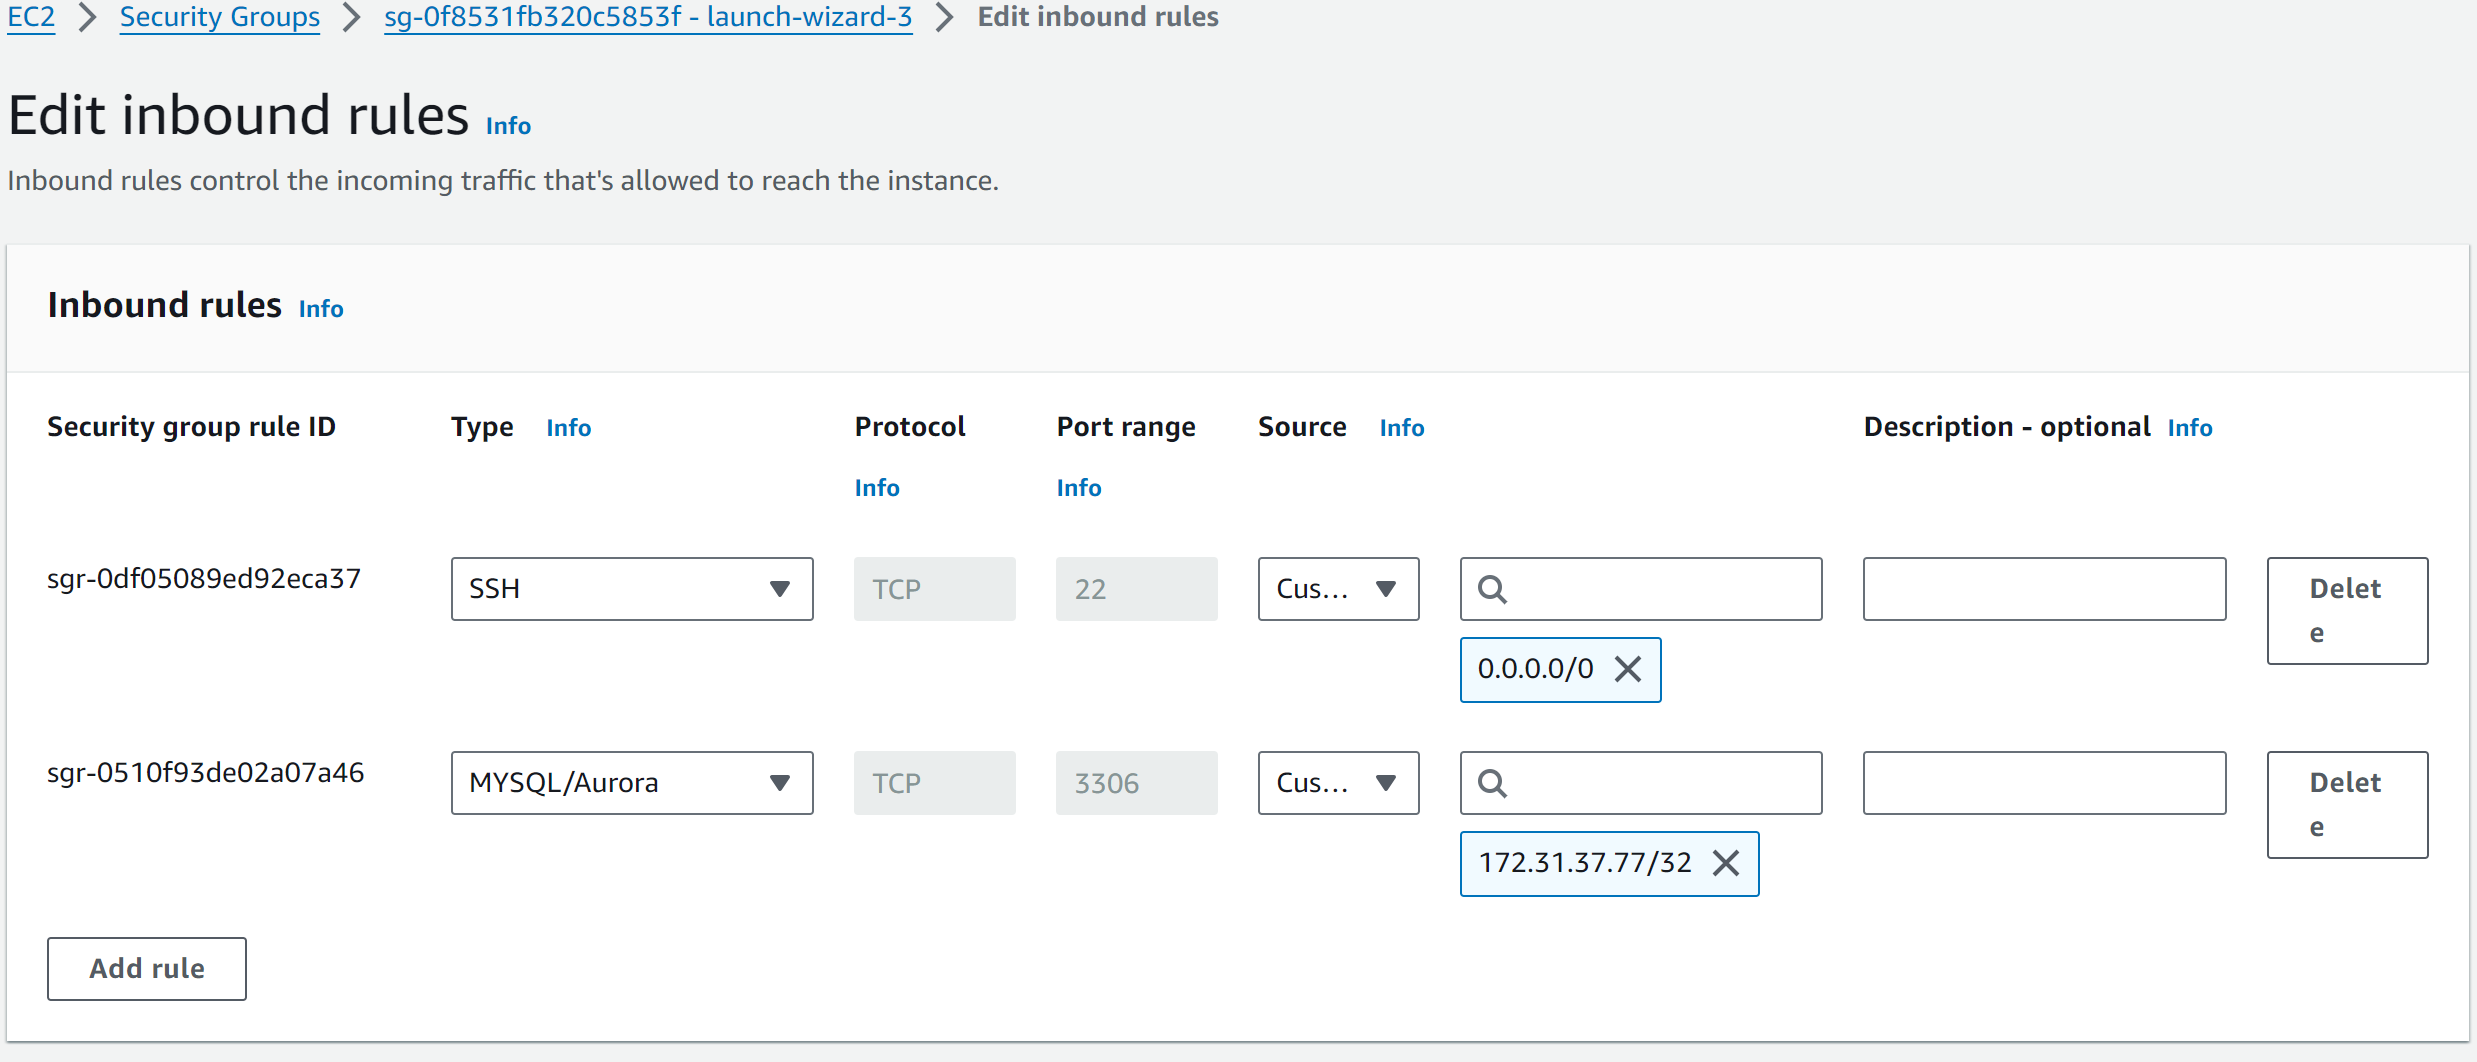 EC2 > Security Groups > sg-0f8531fb320c5853f - launch-wizard-3 > Edit inbound rules
Edit inbound rules Info
Inbound rules control the incoming traffic that's allowed to reach the instance.
Inbound rules Info
Security group rule ID Type Info Protocol Port range Source Info Description - optional Info
Info Info
sgr-0df05089ed92eca37 SSH TCP 22 Cus... Delet
e
0.0.0.0/0
sgr-0510f93de02a07a46 MYSQL/Aurora TCP 3306 Cus... Delet
e
172.31.37.77/32
Add rule